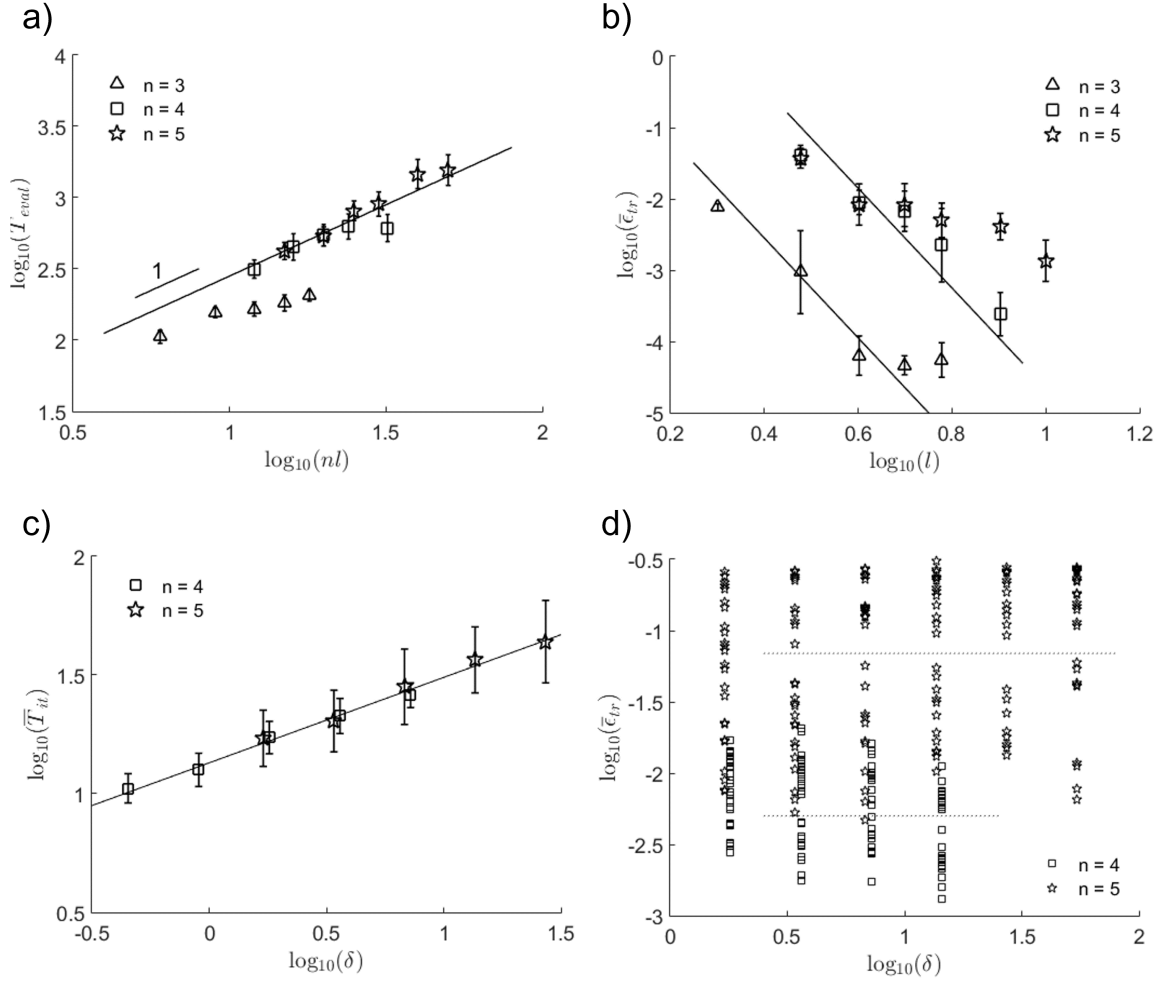 a)
4
3.5
3
2.5
2
1.5
0.5
1
1.5
2
n = 3
n = 4
n = 5
1
log10(T_eval)
log10(nl)
b)
0
-1
-2
-3
-4
-5
0.2
0.4
0.6
0.8
1
1.2
n = 3
n = 4
n = 5
log10(ε̄_tr)
log10(l)
c)
2
1.5
1
0.5
-0.5
0
0.5
1
1.5
n = 4
n = 5
log10(T̄_it)
log10(δ)
d)
-0.5
-1
-1.5
-2
-2.5
-3
0
0.5
1
1.5
2
n = 4
n = 5
log10(ε̄_tr)
log10(δ)